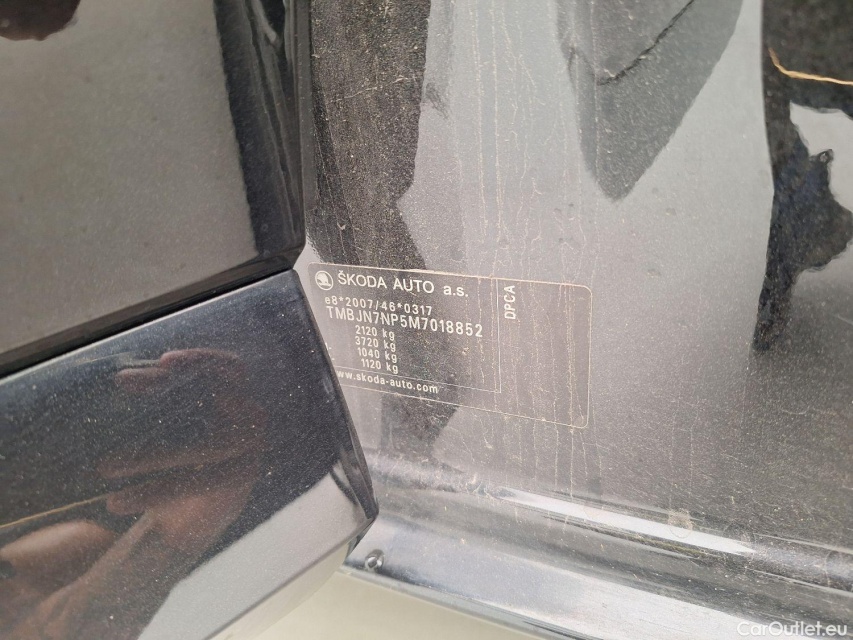 ŠKODA AUTO a.s.
e8*2007/46*0317
TMBJN7NP5M7018852
2120 kg
3720 kg
1040 kg
1120 kg
www.skoda-auto.com
DPCA
CarOutlet.eu